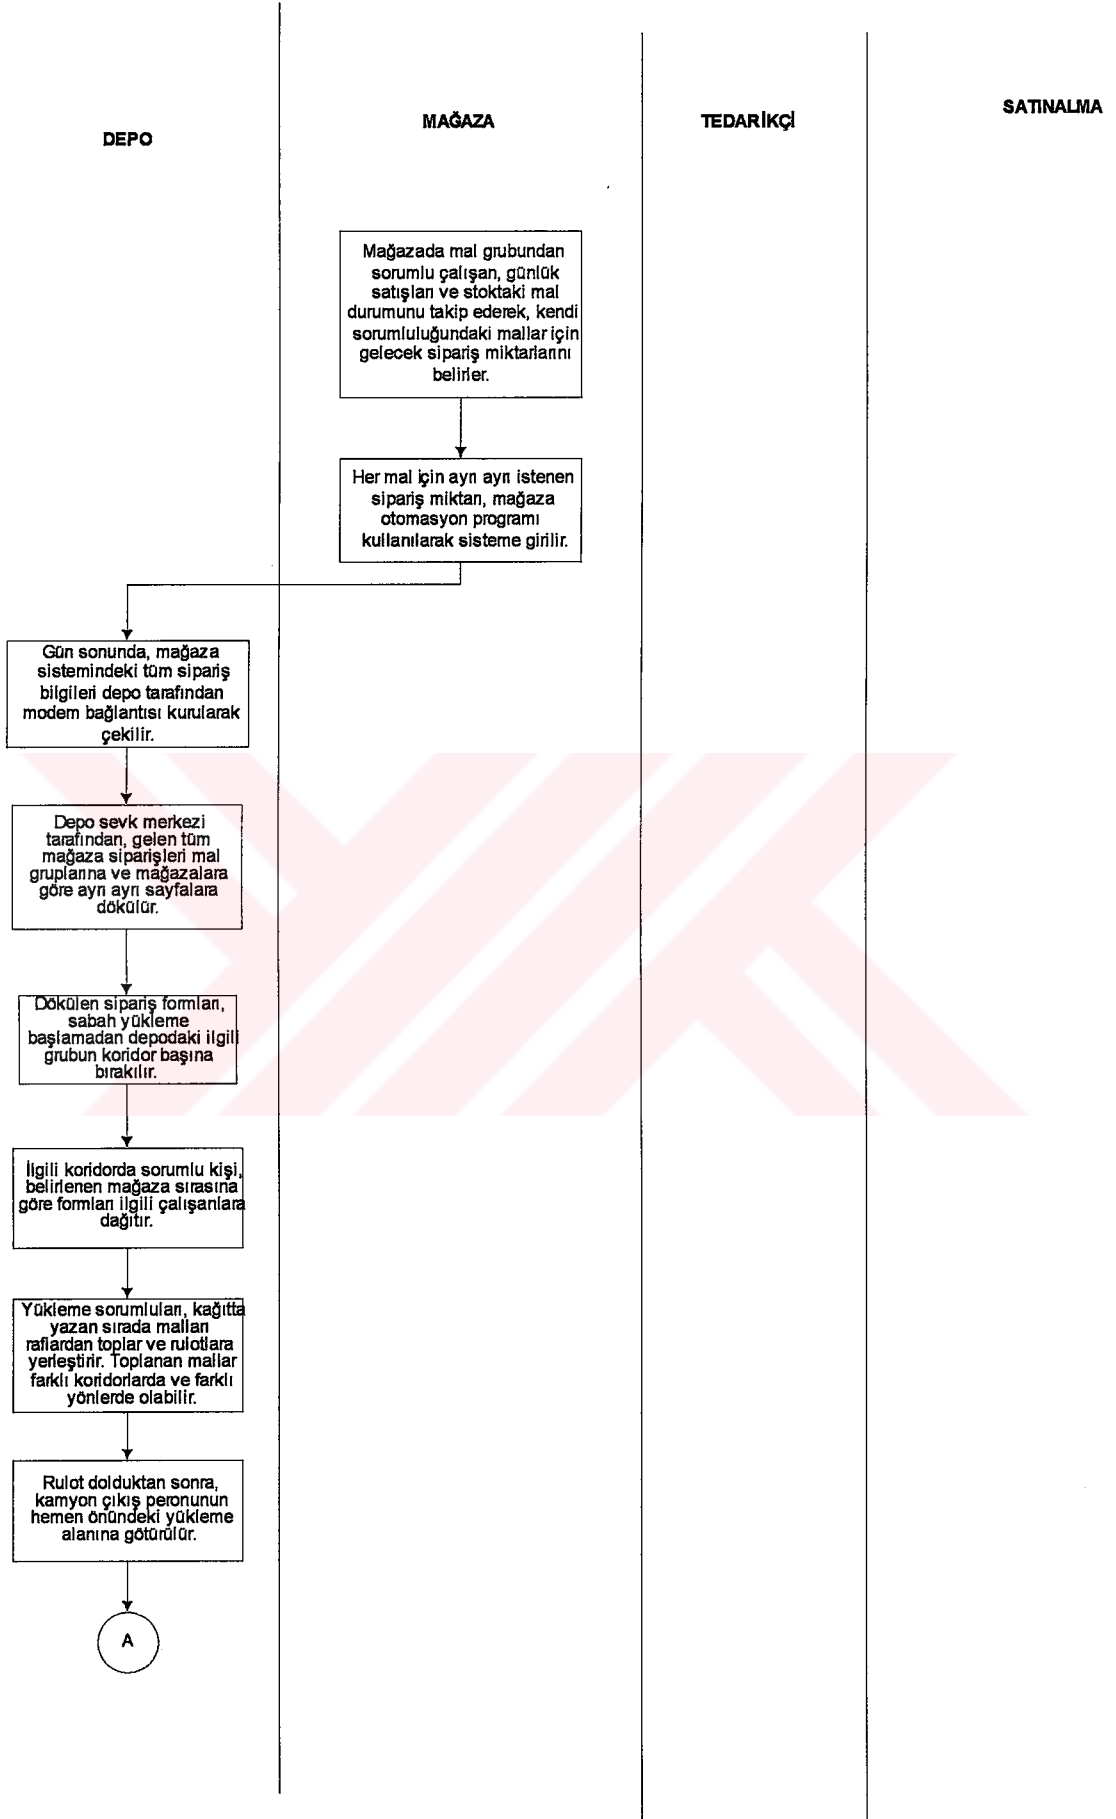 DEPO
MAĞAZA
TEDARİKÇİ
SATINALMA
Mağazada mal grubundan
sorumlu çalışan, günlük
satışları ve stoktaki mal
durumunu takip ederek, kendi
sorumluluğundaki mallar için
gelecek sipariş miktarlarını
belirler.
Her mal için ayrı ayrı istenen
sipariş miktarı, mağaza
otomasyon programı
kullanılarak sisteme girilir.
Gün sonunda, mağaza
sistemindeki tüm sipariş
bilgileri depo tarafından
modem bağlantısı kurularak
çekilir.
Depo sevk merkezi
tarafından, gelen tüm
mağaza siparişleri mal
gruplarına ve mağazalara
göre ayrı ayrı sayfalara
dökülür.
Dökülen sipariş formları,
sabah yükleme
başlamadan depodaki ilgili
grubun koridor başına
bırakılır.
İlgili koridorda sorumlu kişi,
belirlenen mağaza sırasına
göre formları ilgili çalışanlara
dağıtır.
Yükleme sorumluları, kağıtta
yazan sırada malları
raflardan toplar ve rulotlara
yerleştirir. Toplanan mallar
farklı koridorlarda ve farklı
yönlerde olabilir.
Rulot dolduktan sonra,
kamyon çıkış peronunun
hemen önündeki yükleme
alanına götürülür.
A